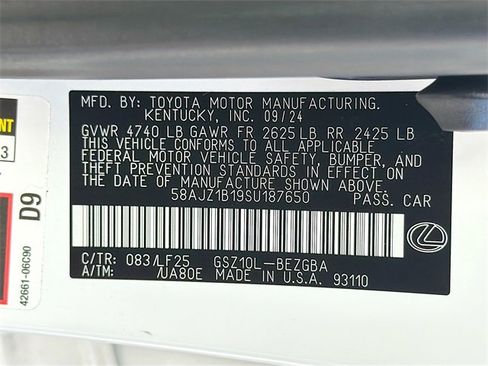 MFD. BY: TOYOTA MOTOR MANUFACTURING.
KENTUCKY, INC. 09/24
GVWR 4740 LB GAWR FR 2625 LB RR 2425 LB
THIS VEHICLE CONFORMS TO ALL APPLICABLE
FEDERAL MOTOR VEHICLE SAFETY, BUMPER, AND
THEFT PREVENTION STANDARDS IN EFFECT ON
THE DATE OF MANUFACTURE SHOWN ABOVE.
58AJZ1B19SU187650 PASS. CAR
C/TR: 083/LF25 GSZ10L-BEZGBA
A/TM: /UA80E MADE IN U.S.A. 93110
D9
42661-06C90
3